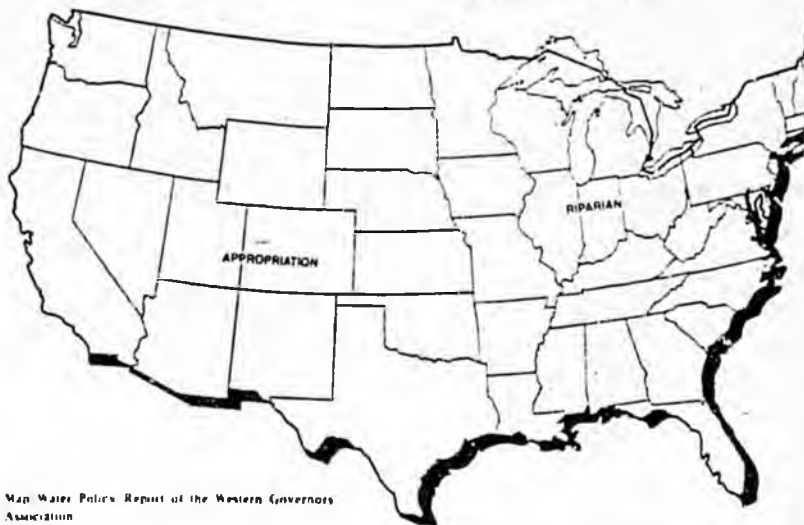 RIPARIAN
APPROPRIATION
Map Water Policy Report of the Western Governors
Association